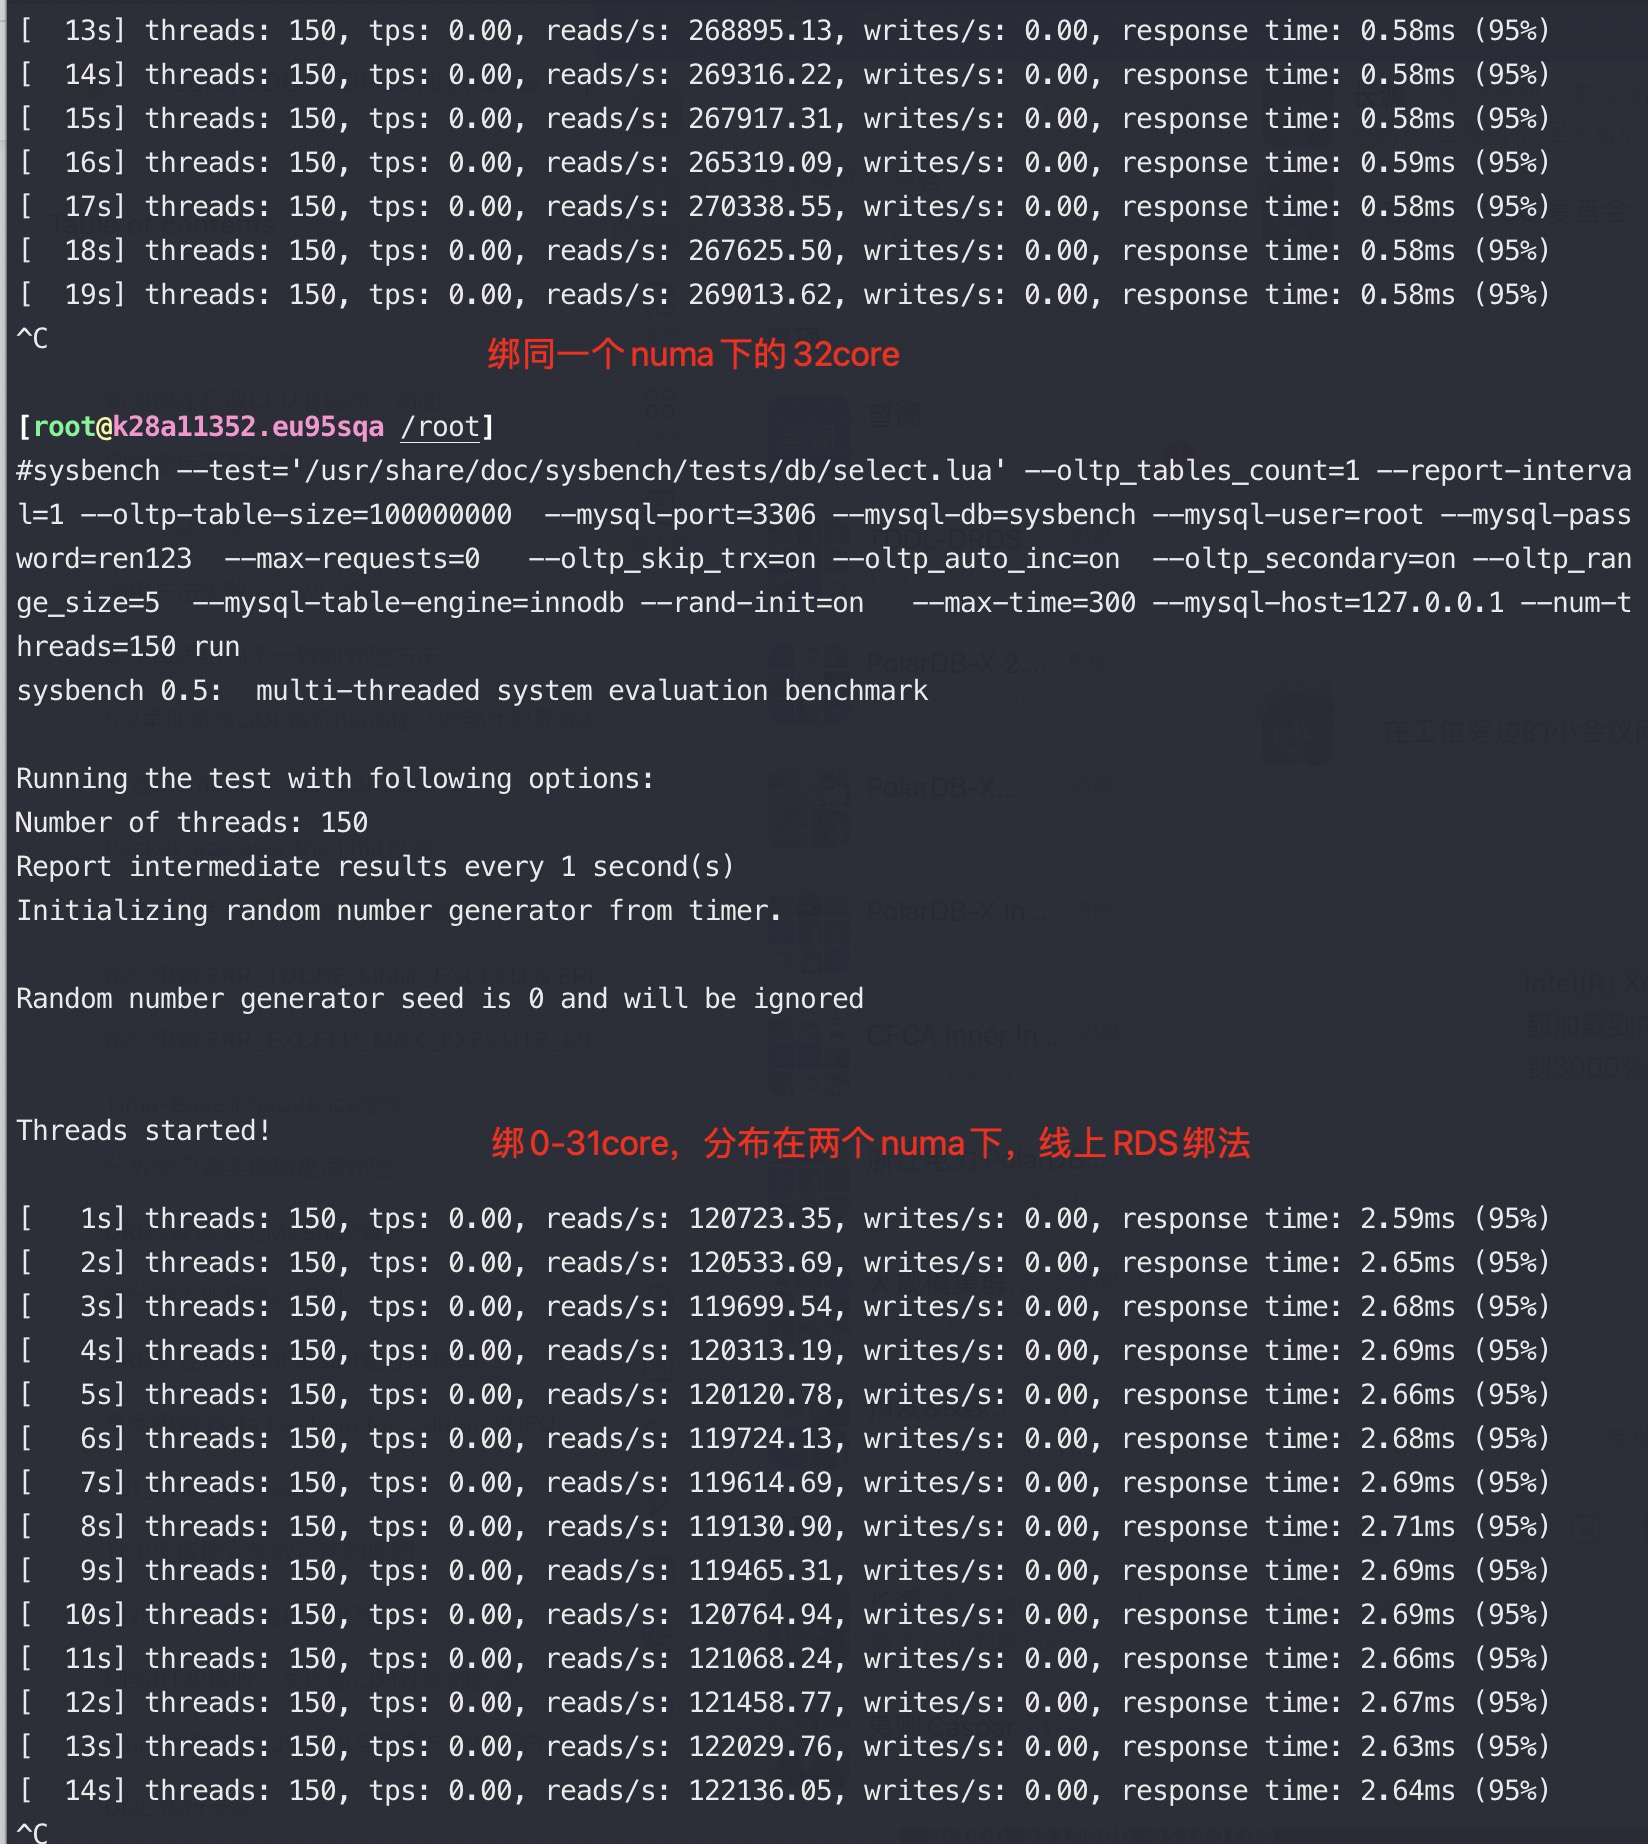 [  13s] threads: 150, tps: 0.00, reads/s: 268895.13, writes/s: 0.00, response time: 0.58ms (95%)
[  14s] threads: 150, tps: 0.00, reads/s: 269316.22, writes/s: 0.00, response time: 0.58ms (95%)
[  15s] threads: 150, tps: 0.00, reads/s: 267917.31, writes/s: 0.00, response time: 0.58ms (95%)
[  16s] threads: 150, tps: 0.00, reads/s: 265319.09, writes/s: 0.00, response time: 0.59ms (95%)
[  17s] threads: 150, tps: 0.00, reads/s: 270338.55, writes/s: 0.00, response time: 0.58ms (95%)
[  18s] threads: 150, tps: 0.00, reads/s: 267625.50, writes/s: 0.00, response time: 0.58ms (95%)
[  19s] threads: 150, tps: 0.00, reads/s: 269013.62, writes/s: 0.00, response time: 0.58ms (95%)
^C
绑同一个numa下的32core
[root@k28a11352.eu95sqa /root]
#sysbench --test='/usr/share/doc/sysbench/tests/db/select.lua' --oltp_tables_count=1 --report-interva
l=1 --oltp-table-size=100000000  --mysql-port=3306 --mysql-db=sysbench --mysql-user=root --mysql-pass
word=ren123  --max-requests=0   --oltp_skip_trx=on --oltp_auto_inc=on  --oltp_secondary=on --oltp_ran
ge_size=5  --mysql-table-engine=innodb --rand-init=on   --max-time=300 --mysql-host=127.0.0.1 --num-t
hreads=150 run
sysbench 0.5:  multi-threaded system evaluation benchmark
Running the test with following options:
Number of threads: 150
Report intermediate results every 1 second(s)
Initializing random number generator from timer.
Random number generator seed is 0 and will be ignored
Threads started!
绑0-31core，分布在两个numa下，线上RDS绑法
[   1s] threads: 150, tps: 0.00, reads/s: 120723.35, writes/s: 0.00, response time: 2.59ms (95%)
[   2s] threads: 150, tps: 0.00, reads/s: 120533.69, writes/s: 0.00, response time: 2.65ms (95%)
[   3s] threads: 150, tps: 0.00, reads/s: 119699.54, writes/s: 0.00, response time: 2.68ms (95%)
[   4s] threads: 150, tps: 0.00, reads/s: 120313.19, writes/s: 0.00, response time: 2.69ms (95%)
[   5s] threads: 150, tps: 0.00, reads/s: 120120.78, writes/s: 0.00, response time: 2.66ms (95%)
[   6s] threads: 150, tps: 0.00, reads/s: 119724.13, writes/s: 0.00, response time: 2.68ms (95%)
[   7s] threads: 150, tps: 0.00, reads/s: 119614.69, writes/s: 0.00, response time: 2.69ms (95%)
[   8s] threads: 150, tps: 0.00, reads/s: 119130.90, writes/s: 0.00, response time: 2.71ms (95%)
[   9s] threads: 150, tps: 0.00, reads/s: 119465.31, writes/s: 0.00, response time: 2.69ms (95%)
[  10s] threads: 150, tps: 0.00, reads/s: 120764.94, writes/s: 0.00, response time: 2.69ms (95%)
[  11s] threads: 150, tps: 0.00, reads/s: 121068.24, writes/s: 0.00, response time: 2.66ms (95%)
[  12s] threads: 150, tps: 0.00, reads/s: 121458.77, writes/s: 0.00, response time: 2.67ms (95%)
[  13s] threads: 150, tps: 0.00, reads/s: 122029.76, writes/s: 0.00, response time: 2.63ms (95%)
[  14s] threads: 150, tps: 0.00, reads/s: 122136.05, writes/s: 0.00, response time: 2.64ms (95%)
^C